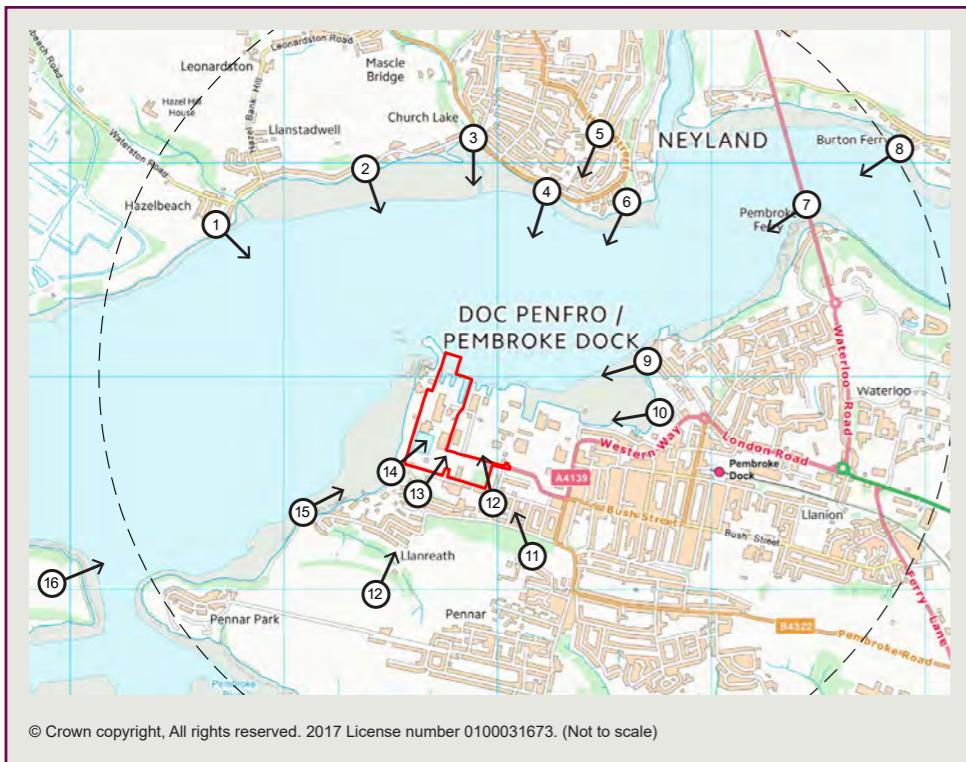 Leonardston Road
Leonardston
Mascle
Bridge
Hazel Hill
House
Hazel Bank Hill
Llanstadwell
Church Lake
Waterston Road
Hazelbeach
NEYLAND
Street
Burton Ferry
Pembroke
Ferry
1
2
3
4
5
6
7
8
DOC PENFRO /
PEMBROKE DOCK
9
10
Waterloo Road
Waterloo
Western Way
London Road
Pembroke
Dock
A4139
Bush Street
Bush Street
Llanion
Ferry Lane
14
13
12
15
11
Llanreath
12
16
Pennar Park
Pennar
B4322
Pembroke Road
Pembroke
© Crown copyright, All rights reserved. 2017 License number 0100031673. (Not to scale)